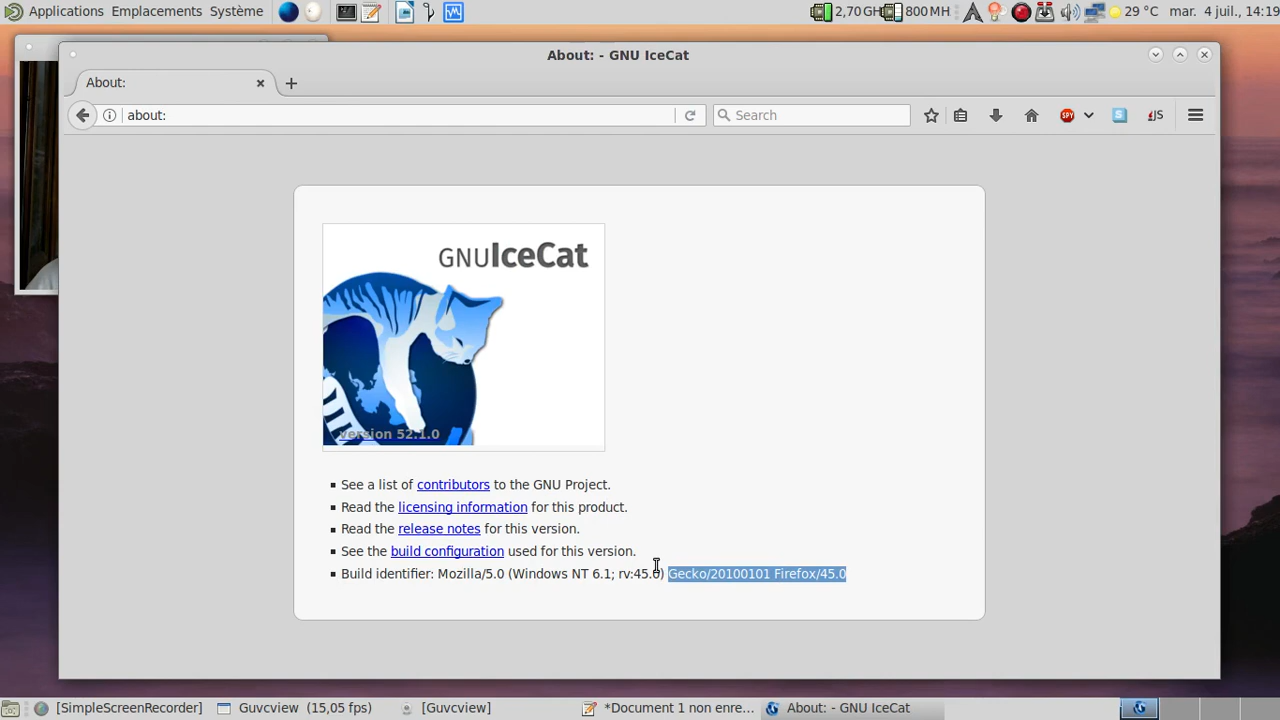 Applications Emplacements Système 2,70 GH 800 MH 29 °C mar. 4 juil., 14:19
About: - GNU IceCat
About:
about: Search SPY S JS
GNUIceCat
version 52.1.0
See a list of contributors to the GNU Project.
Read the licensing information for this product.
Read the release notes for this version.
See the build configuration used for this version.
Build identifier: Mozilla/5.0 (Windows NT 6.1; rv:45.0) Gecko/20100101 Firefox/45.0
[SimpleScreenRecorder] Guvcview (15,05 fps) [Guvcview] *Document 1 non enre... About: - GNU IceCat